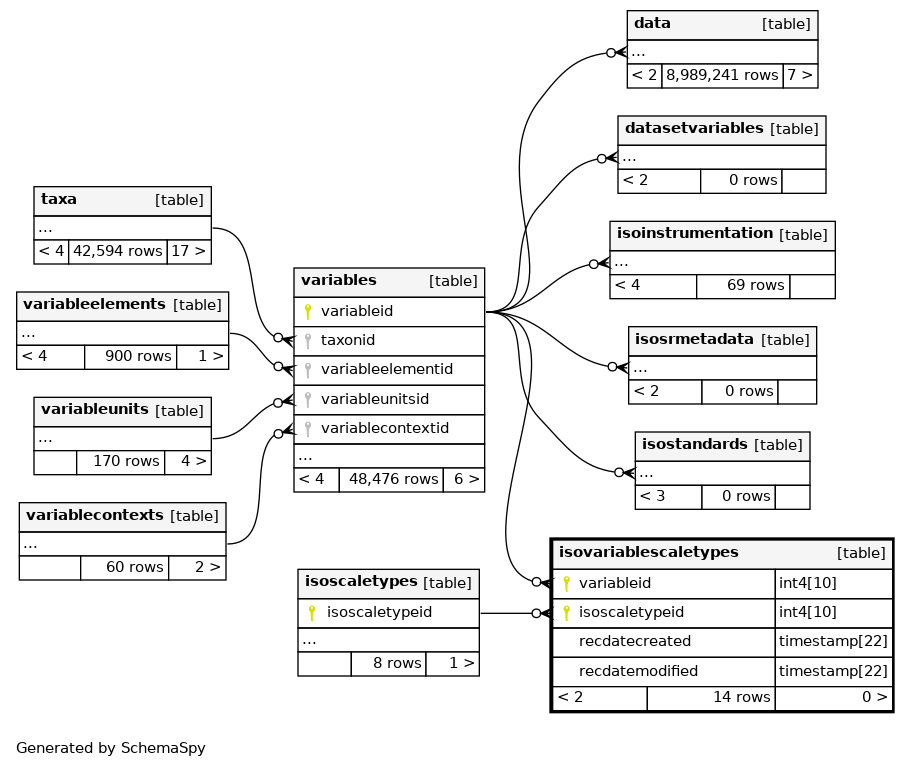 data [table]
...
< 2 8,989,241 rows 7 >
datasetvariables [table]
...
< 2 0 rows
taxa [table]
...
< 4 42,594 rows 17 >
isoinstrumentation [table]
...
< 4 69 rows
variables [table]
variableid
taxonid
variableelementid
variableunitsid
variablecontextid
...
< 4 48,476 rows 6 >
variableelements [table]
...
< 4 900 rows 1 >
isosrmetadata [table]
...
< 2 0 rows
variableunits [table]
...
170 rows 4 >
isostandards [table]
...
< 3 0 rows
variablecontexts [table]
...
60 rows 2 >
isoscaletypes [table]
isoscaletypeid
...
8 rows 1 >
isovariablescaletypes [table]
variableid int4[10]
isoscaletypeid int4[10]
recdatecreated timestamp[22]
recdatemodified timestamp[22]
< 2 14 rows 0 >
Generated by SchemaSpy